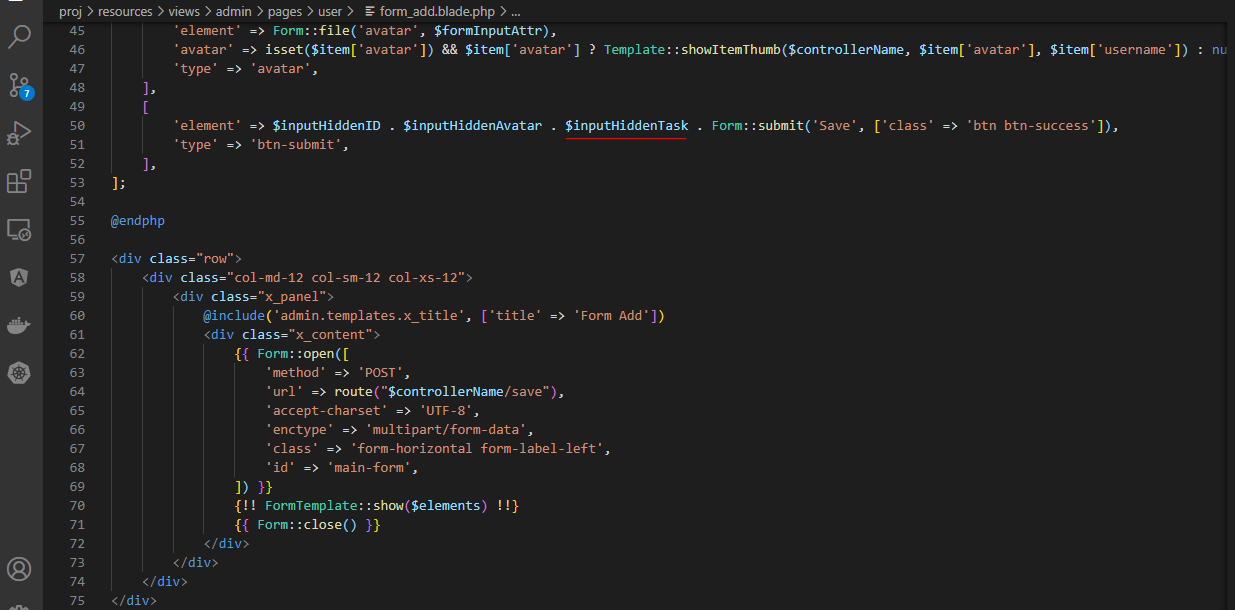 proj > resources > views > admin > pages > user > form_add.blade.php > ...
45 'element' => Form::file('avatar', $formInputAttr),
46 'avatar' => isset($item['avatar']) && $item['avatar'] ? Template::showItemThumb($controllerName, $item['avatar'], $item['username']) : nu
47 'type' => 'avatar',
48 ],
49 [
50 'element' => $inputHiddenID . $inputHiddenAvatar . $inputHiddenTask . Form::submit('Save', ['class' => 'btn btn-success']),
51 'type' => 'btn-submit',
52 ],
53 ];
54
55 @endphp
56
57 <div class="row">
58 <div class="col-md-12 col-sm-12 col-xs-12">
59 <div class="x_panel">
60 @include('admin.templates.x_title', ['title' => 'Form Add'])
61 <div class="x_content">
62 {{ Form::open([
63 'method' => 'POST',
64 'url' => route("$controllerName/save"),
65 'accept-charset' => 'UTF-8',
66 'enctype' => 'multipart/form-data',
67 'class' => 'form-horizontal form-label-left',
68 'id' => 'main-form',
69 ]) }}
70 {!! FormTemplate::show($elements) !!}
71 {{ Form::close() }}
72 </div>
73 </div>
74 </div>
75 </div>
7